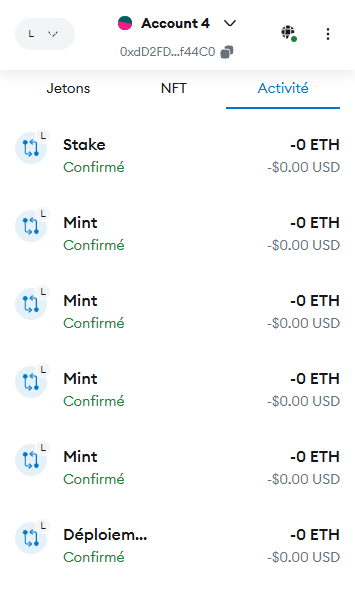 L
Account 4
0xdD2FD...f44C0
Jetons NFT Activité
L
Stake -0 ETH
Confirmé -$0.00 USD
L
Mint -0 ETH
Confirmé -$0.00 USD
L
Mint -0 ETH
Confirmé -$0.00 USD
L
Mint -0 ETH
Confirmé -$0.00 USD
L
Mint -0 ETH
Confirmé -$0.00 USD
L
Déploiem... -0 ETH
Confirmé -$0.00 USD